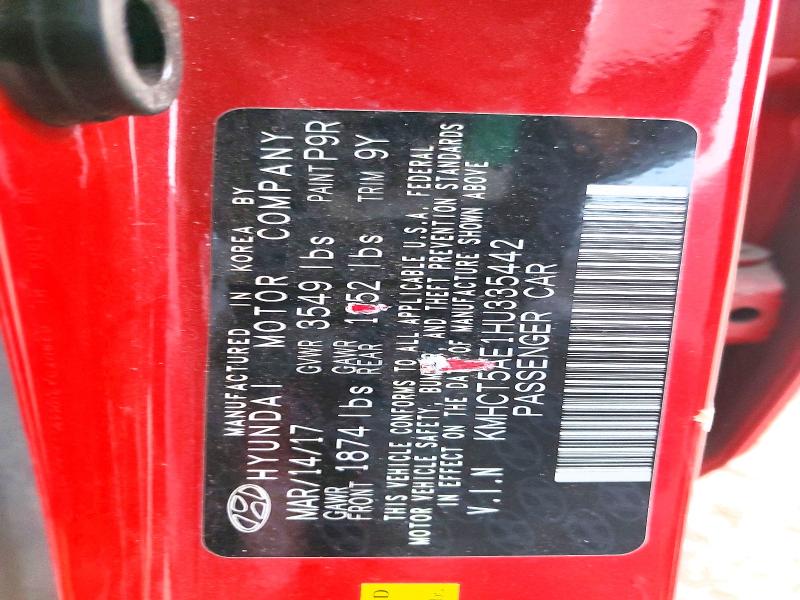 MANUFACTURED IN KOREA BY
HYUNDAI MOTOR COMPANY
MAR/14/17 GVWR 3549 lbs PAINT P9R
GAWR FRONT 1874 lbs GAWR REAR lbs TRIM 9Y
THIS VEHICLE CONFORMS TO ALL APPLICABLE U.S.A. FEDERAL
MOTOR VEHICLE SAFETY, AND THEFT PREVENTION STANDARDS
IN EFFECT ON THE OF MANUFACTURE SHOWN ABOVE
V.I.N KMHCT5AE1HU335442
PASSENGER CAR